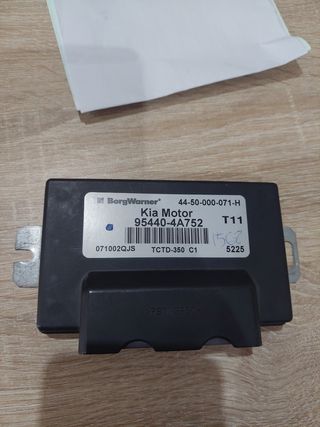 BorgWarner 44-50-000-071-H
Kia Motor
95440-4A752 T11
071002QJS TCTD-350 C1 5225